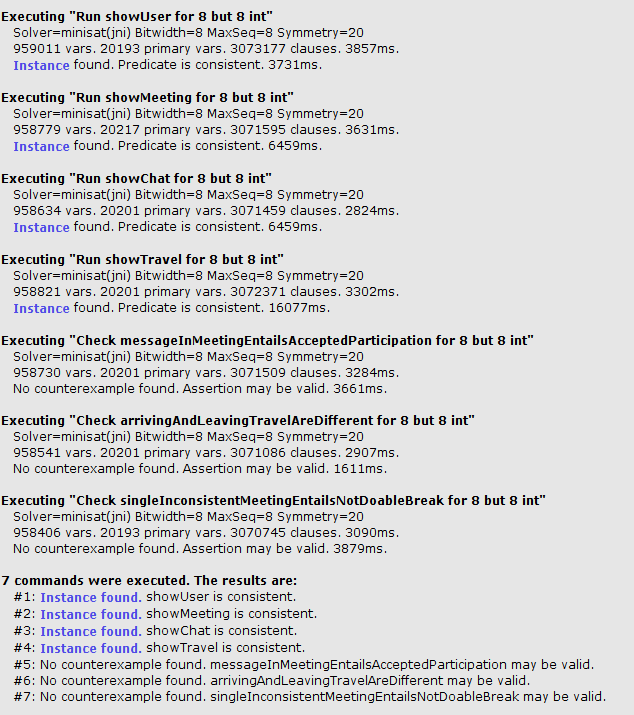 Executing "Run showUser for 8 but 8 int"
Solver=minisat(jni) Bitwidth=8 MaxSeq=8 Symmetry=20
959011 vars. 20193 primary vars. 3073177 clauses. 3857ms.
Instance found. Predicate is consistent. 3731ms.
Executing "Run showMeeting for 8 but 8 int"
Solver=minisat(jni) Bitwidth=8 MaxSeq=8 Symmetry=20
958779 vars. 20217 primary vars. 3071595 clauses. 3631ms.
Instance found. Predicate is consistent. 6459ms.
Executing "Run showChat for 8 but 8 int"
Solver=minisat(jni) Bitwidth=8 MaxSeq=8 Symmetry=20
958634 vars. 20201 primary vars. 3071459 clauses. 2824ms.
Instance found. Predicate is consistent. 6459ms.
Executing "Run showTravel for 8 but 8 int"
Solver=minisat(jni) Bitwidth=8 MaxSeq=8 Symmetry=20
958821 vars. 20201 primary vars. 3072371 clauses. 3302ms.
Instance found. Predicate is consistent. 16077ms.
Executing "Check messageInMeetingEntailsAcceptedParticipation for 8 but 8 int"
Solver=minisat(jni) Bitwidth=8 MaxSeq=8 Symmetry=20
958730 vars. 20201 primary vars. 3071509 clauses. 3284ms.
No counterexample found. Assertion may be valid. 3661ms.
Executing "Check arrivingAndLeavingTravelAreDifferent for 8 but 8 int"
Solver=minisat(jni) Bitwidth=8 MaxSeq=8 Symmetry=20
958541 vars. 20201 primary vars. 3071086 clauses. 2907ms.
No counterexample found. Assertion may be valid. 1611ms.
Executing "Check singleInconsistentMeetingEntailsNotDoableBreak for 8 but 8 int"
Solver=minisat(jni) Bitwidth=8 MaxSeq=8 Symmetry=20
958406 vars. 20193 primary vars. 3070745 clauses. 3090ms.
No counterexample found. Assertion may be valid. 3879ms.
7 commands were executed. The results are:
#1: Instance found. showUser is consistent.
#2: Instance found. showMeeting is consistent.
#3: Instance found. showChat is consistent.
#4: Instance found. showTravel is consistent.
#5: No counterexample found. messageInMeetingEntailsAcceptedParticipation may be valid.
#6: No counterexample found. arrivingAndLeavingTravelAreDifferent may be valid.
#7: No counterexample found. singleInconsistentMeetingEntailsNotDoableBreak may be valid.